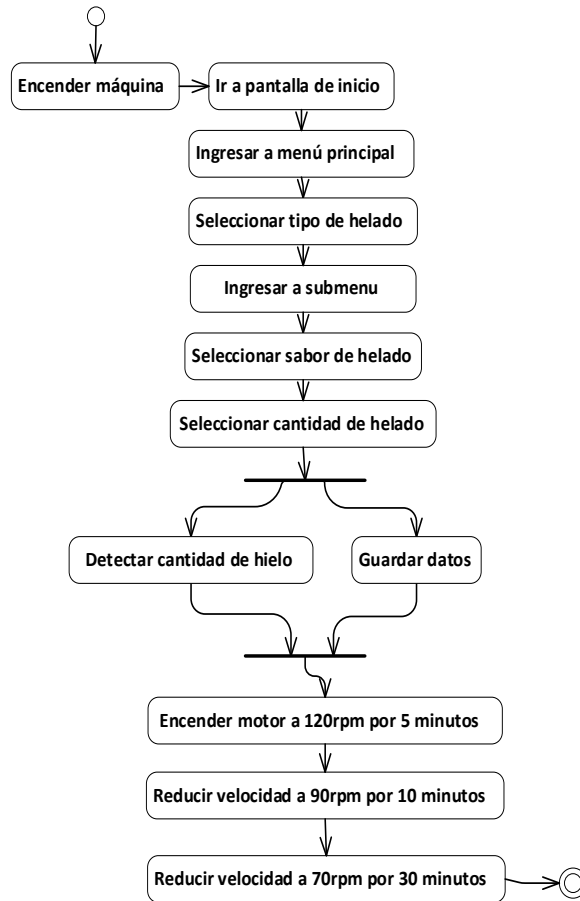 Encender máquina
Ir a pantalla de inicio
Ingresar a menú principal
Seleccionar tipo de helado
Ingresar a submenu
Seleccionar sabor de helado
Seleccionar cantidad de helado
Detectar cantidad de hielo
Guardar datos
Encender motor a 120rpm por 5 minutos
Reducir velocidad a 90rpm por 10 minutos
Reducir velocidad a 70rpm por 30 minutos